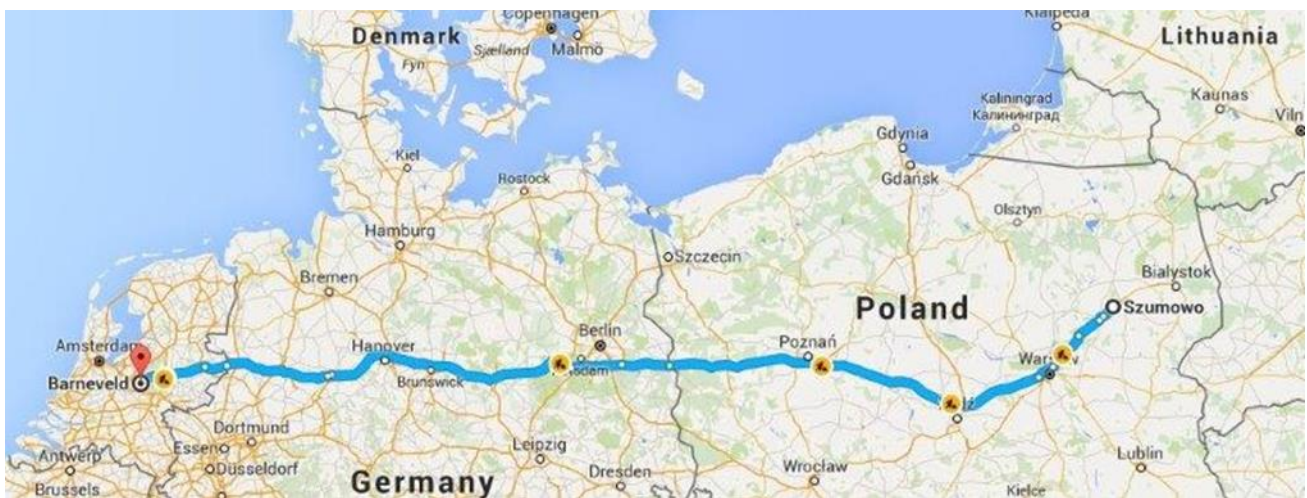 Copenhagen
Klaipėda
Denmark
Lithuania
Sjælland
Malmö
Fyn
Kaunas
Kaliningrad
Калининград
Kiel
Gdynia
Gdańsk
Rostock
Olsztyn
Hamburg
Szczecin
Bremen
Bialystok
Poland
Szumowo
Berlin
Amsterdam
Hanover
Poznań
Barneveld
Brunswick
Dortmund
Essen
Leipzig
Düsseldorf
Antwerp
Germany
Wrocław
Lublin
Dresden
Brussels
Kielce